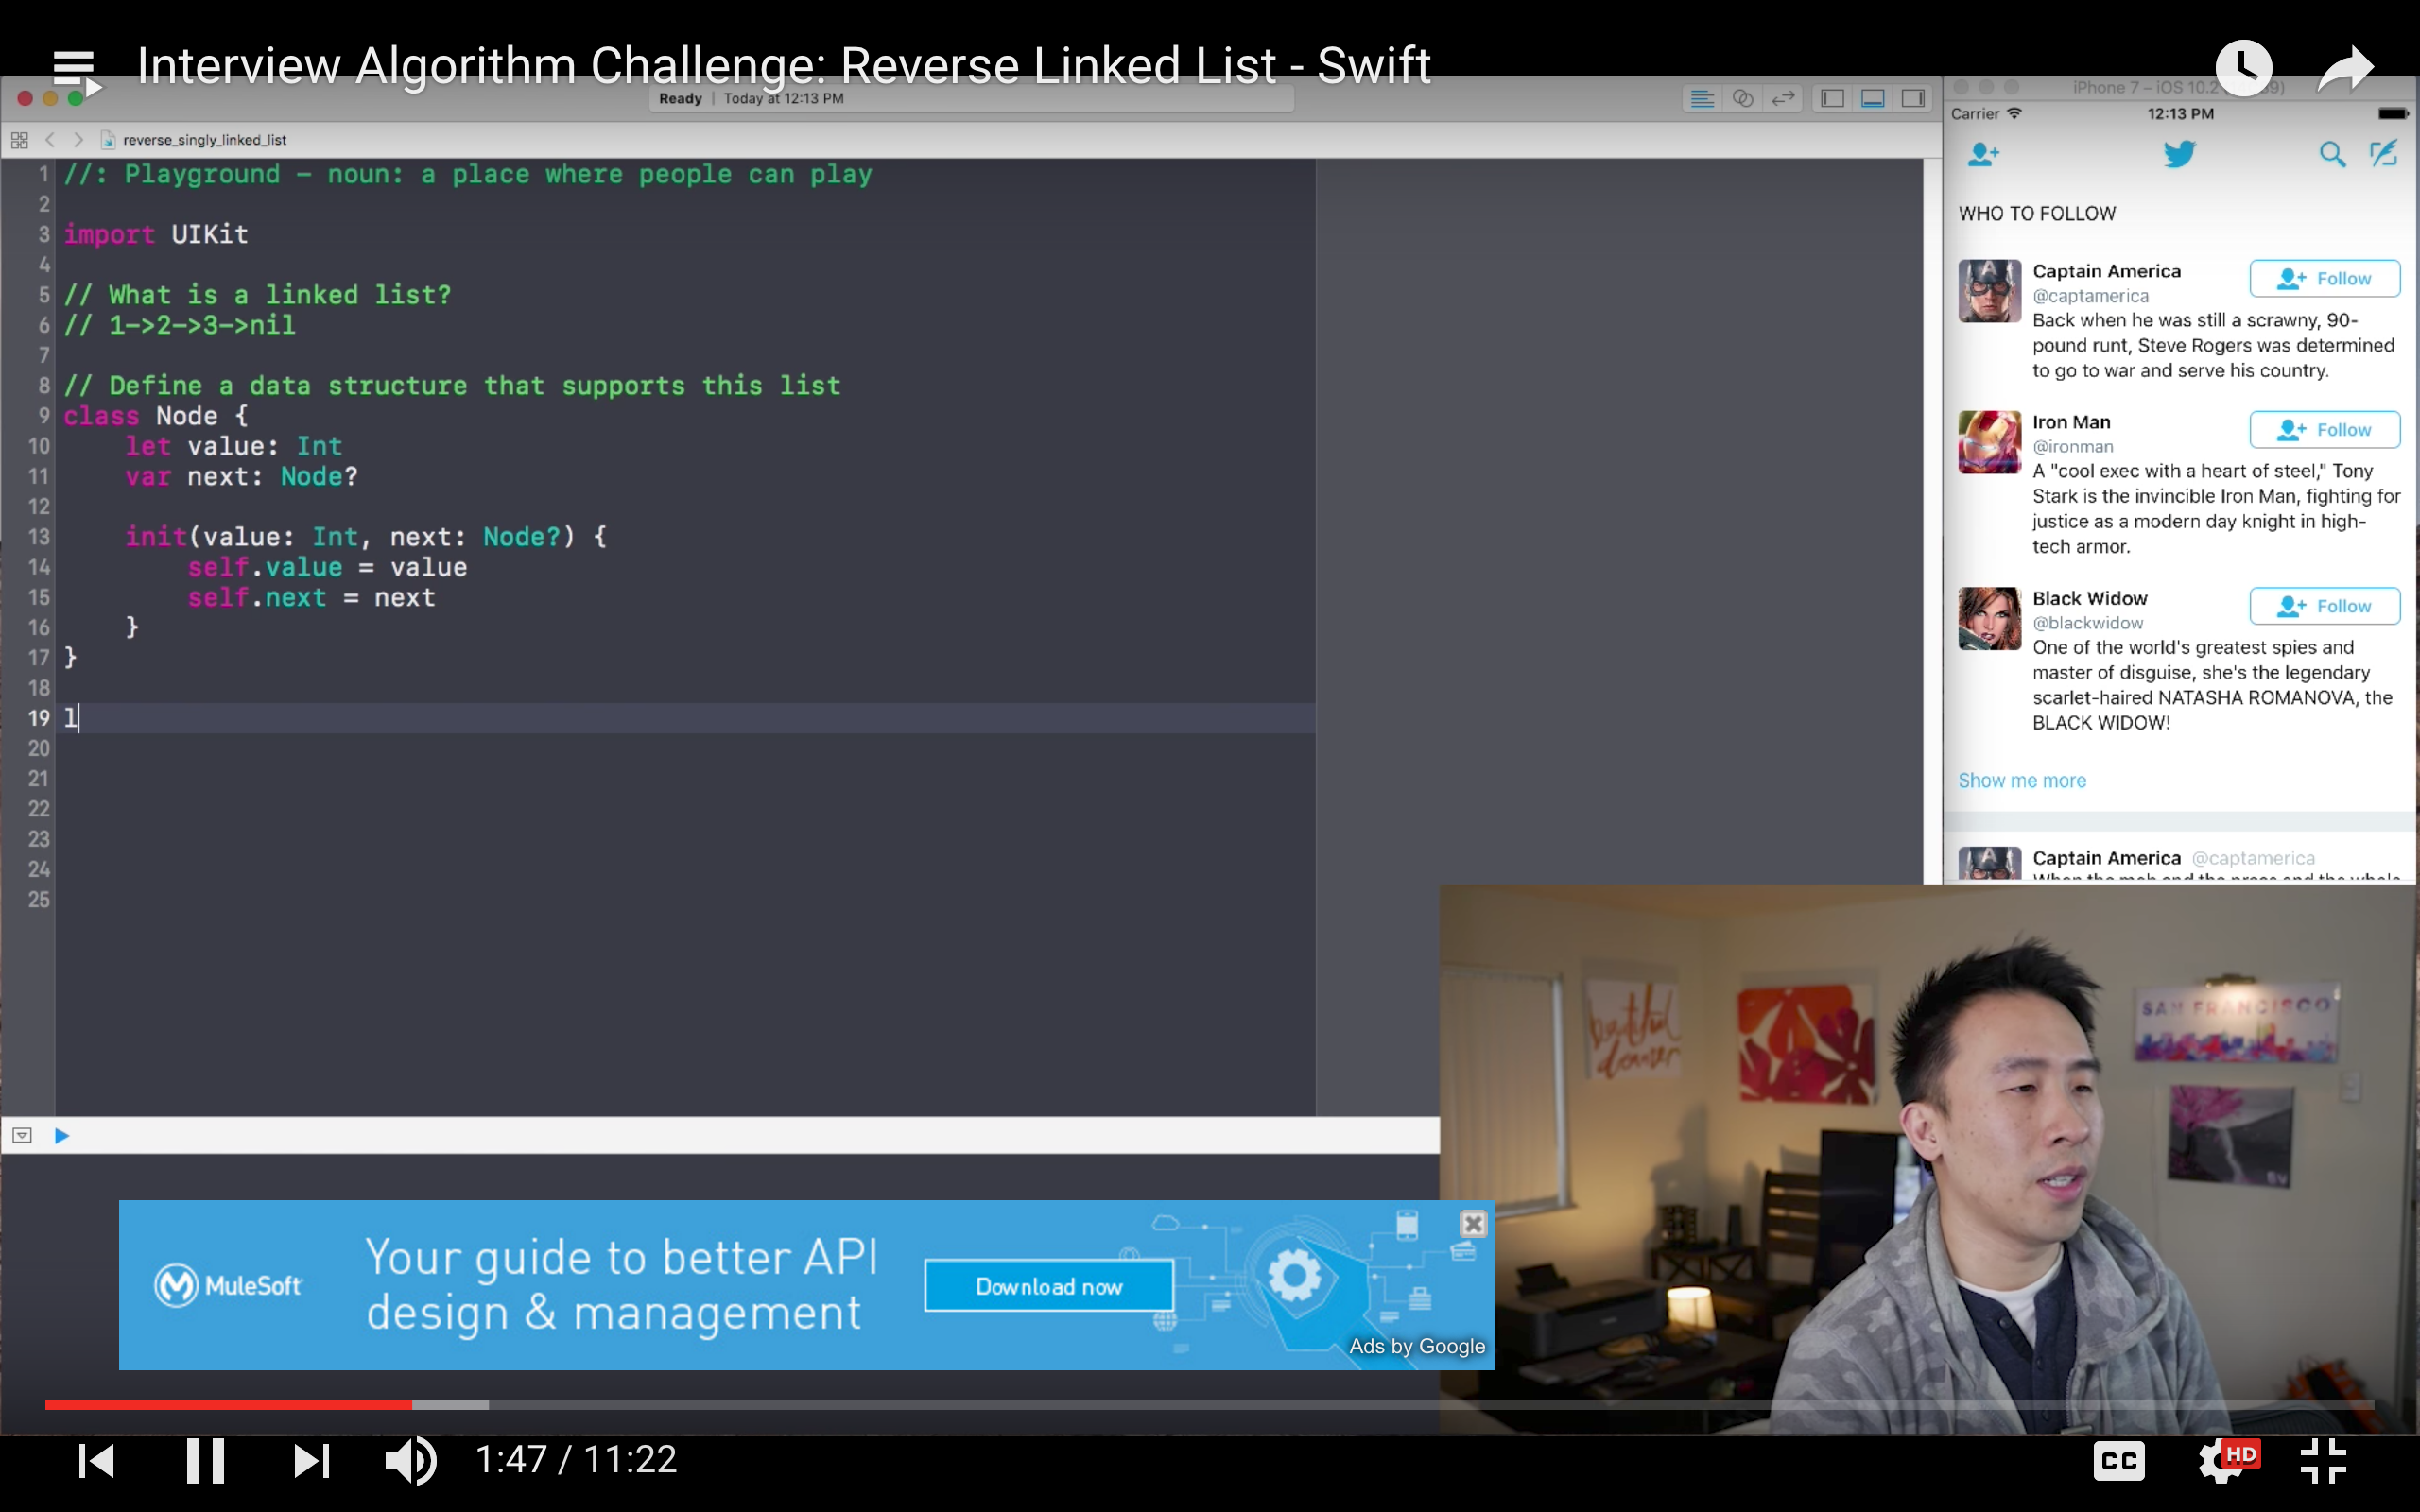 Interview Algorithm Challenge: Reverse Linked List - Swift
Ready | Today at 12:13 PM
reverse_singly_linked_list
1 //: Playground – noun: a place where people can play
2
3 import UIKit
4
5 // What is a linked list?
6 // 1->2->3->nil
7
8 // Define a data structure that supports this list
9 class Node {
10 let value: Int
11 var next: Node?
12
13 init(value: Int, next: Node?) {
14 self.value = value
15 self.next = next
16 }
17 }
18
19 l
20
21
22
23
24
25
iPhone 7 – iOS 10.2
Carrier 12:13 PM
WHO TO FOLLOW
Captain America
Follow
@captamerica
Back when he was still a scrawny, 90-
pound runt, Steve Rogers was determined
to go to war and serve his country.
Iron Man
Follow
@ironman
A "cool exec with a heart of steel," Tony
Stark is the invincible Iron Man, fighting for
justice as a modern day knight in high-
tech armor.
Black Widow
Follow
@blackwidow
One of the world's greatest spies and
master of disguise, she's the legendary
scarlet-haired NATASHA ROMANOVA, the
BLACK WIDOW!
Show me more
Captain America @captamerica
beautiful
dreamer
SAN FRANCISCO
MuleSoft
Your guide to better API
design & management
Download now
Ads by Google
1:47 / 11:22
CC
HD